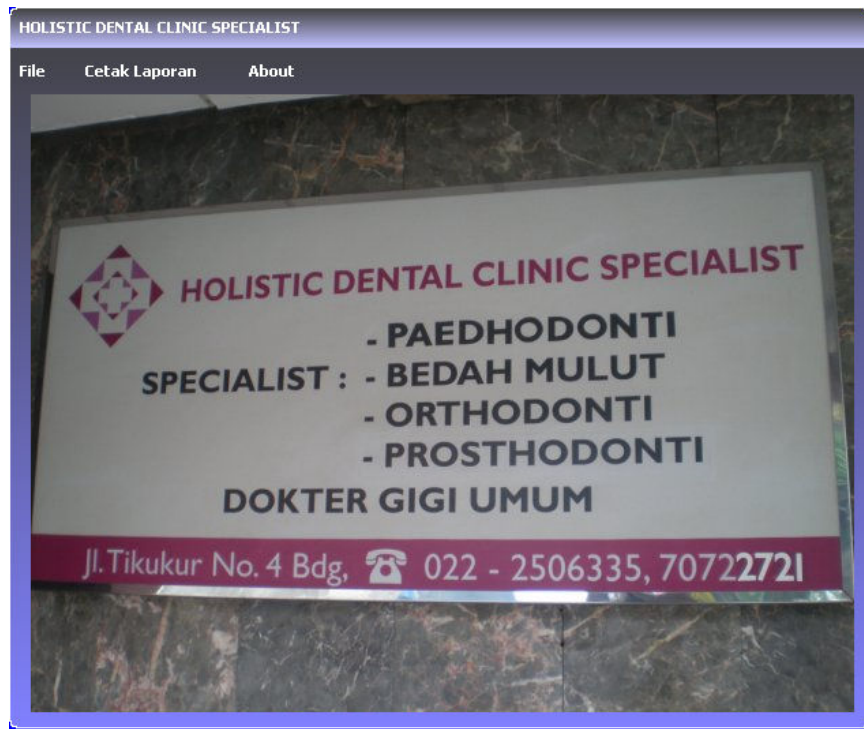 HOLISTIC DENTAL CLINIC SPECIALIST
File Cetak Laporan About
HOLISTIC DENTAL CLINIC SPECIALIST
- PAEDHODONTI
SPECIALIST : - BEDAH MULUT
- ORTHODONTI
- PROSTHODONTI
DOKTER GIGI UMUM
Jl. Tikukur No. 4 Bdg, ☎ 022 - 2506335, 70722721